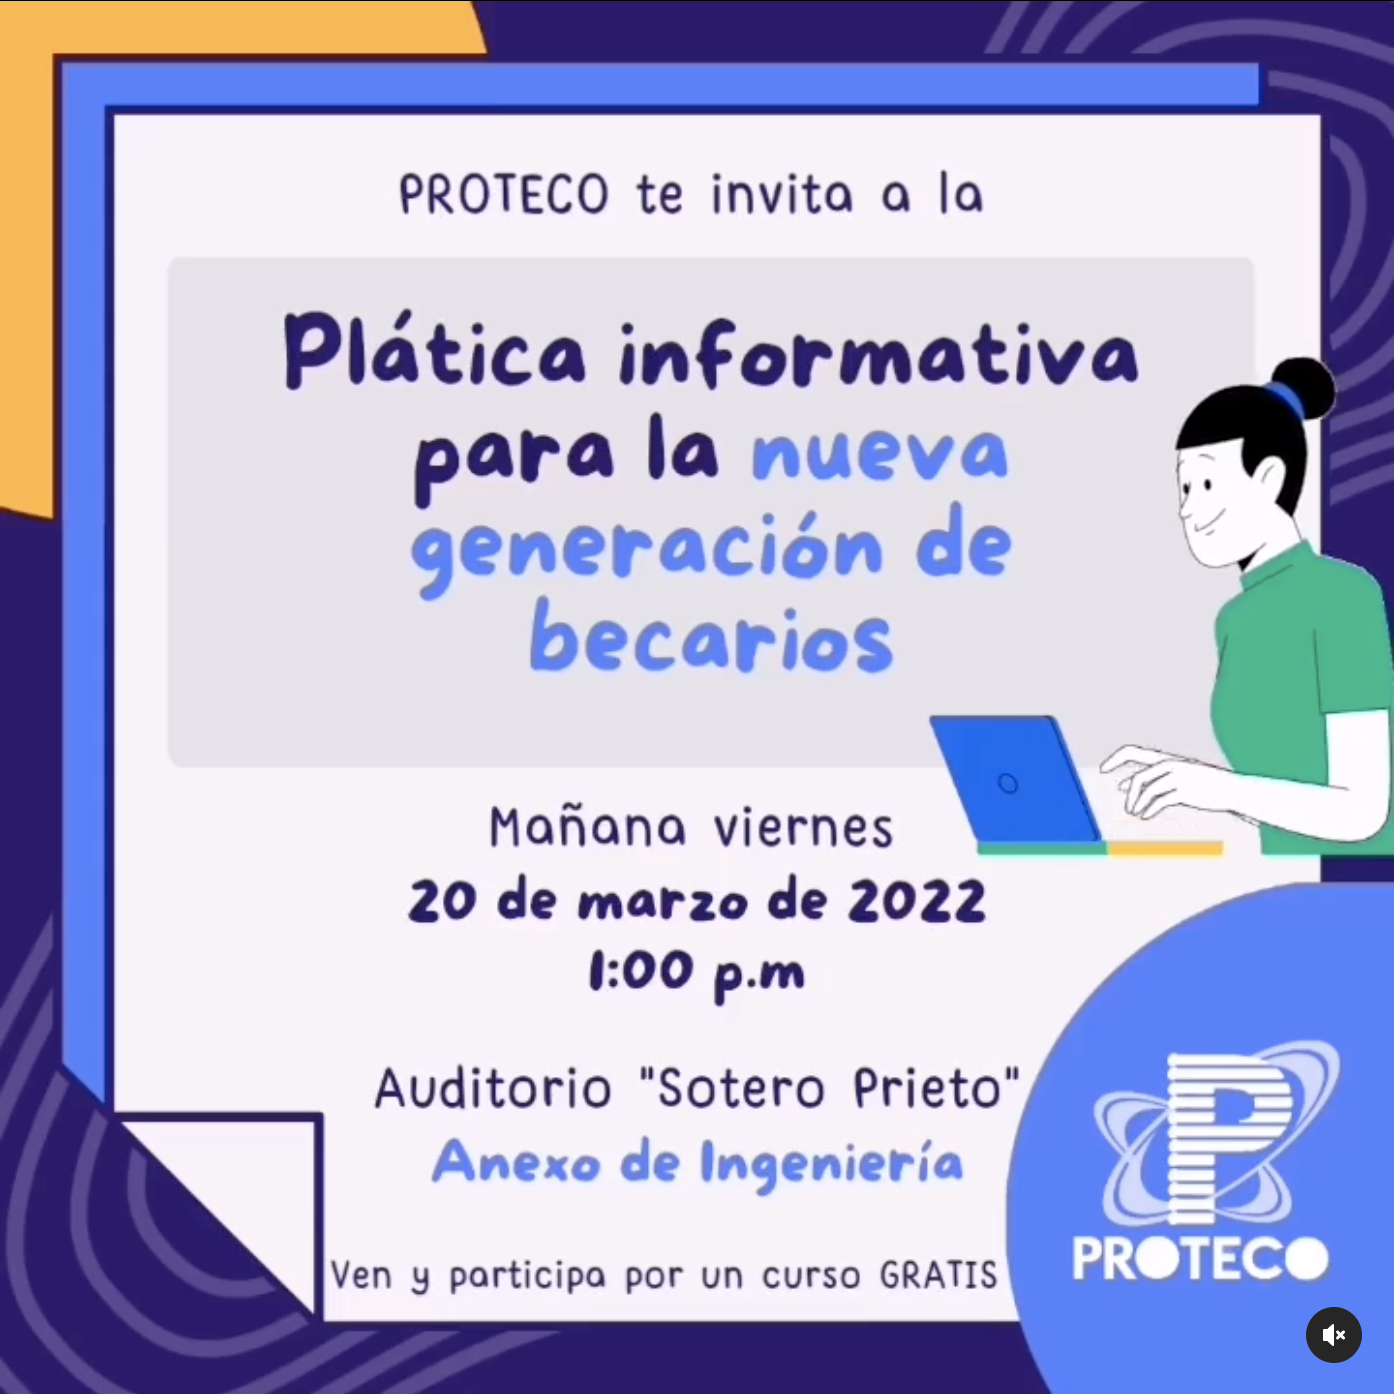 PROTECO te invita a la
Plática informativa
para la nueva
generación de
becarios
Mañana viernes
20 de marzo de 2022
1:00 p.m
Auditorio "Sotero Prieto"
Anexo de Ingeniería
Ven y participa por un curso GRATIS
P
PROTECO